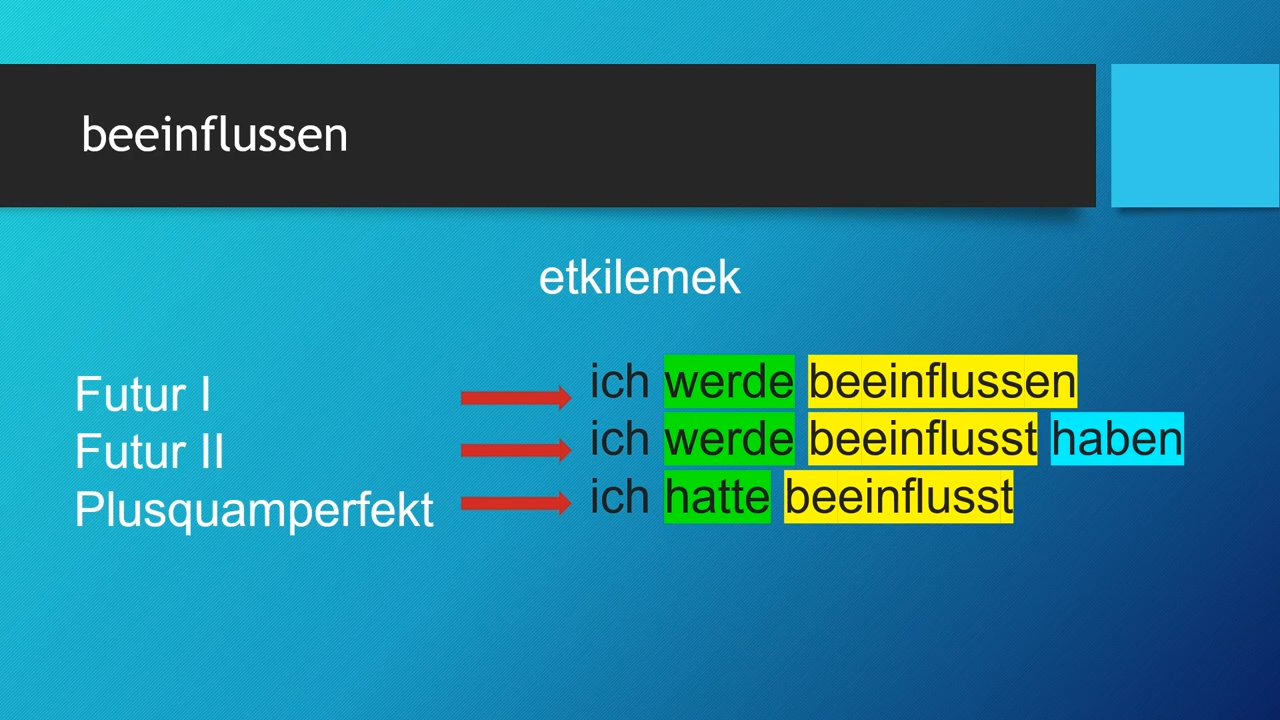 beeinflussen
etkilemek
Futur I
ich werde beeinflussen
Futur II
ich werde beeinflusst haben
Plusquamperfekt
ich hatte beeinflusst